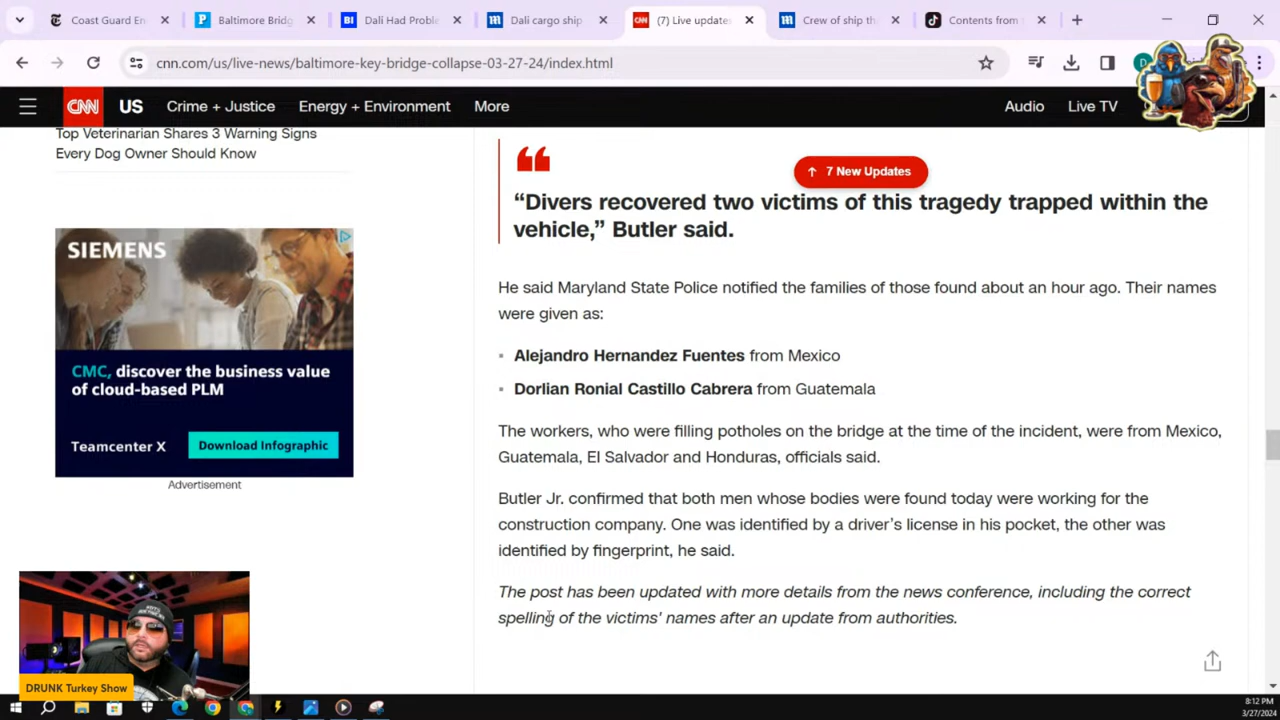 Coast Guard En
Baltimore Bridg
Dali Had Proble
Dali cargo ship
(7) Live update
Crew of ship th
Contents from
cnn.com/us/live-news/baltimore-key-bridge-collapse-03-27-24/index.html
CNN US Crime + Justice Energy + Environment More Audio Live TV
Top Veterinarian Shares 3 Warning Signs
Every Dog Owner Should Know
SIEMENS
CMC, discover the business value
of cloud-based PLM
Teamcenter X Download Infographic
Advertisement
7 New Updates
“Divers recovered two victims of this tragedy trapped within the
vehicle,” Butler said.
He said Maryland State Police notified the families of those found about an hour ago. Their names
were given as:
Alejandro Hernandez Fuentes from Mexico
Dorlian Ronial Castillo Cabrera from Guatemala
The workers, who were filling potholes on the bridge at the time of the incident, were from Mexico,
Guatemala, El Salvador and Honduras, officials said.
Butler Jr. confirmed that both men whose bodies were found today were working for the
construction company. One was identified by a driver’s license in his pocket, the other was
identified by fingerprint, he said.
The post has been updated with more details from the news conference, including the correct
spelling of the victims' names after an update from authorities.
DRUNK Turkey Show
8:12 PM
3/27/2024